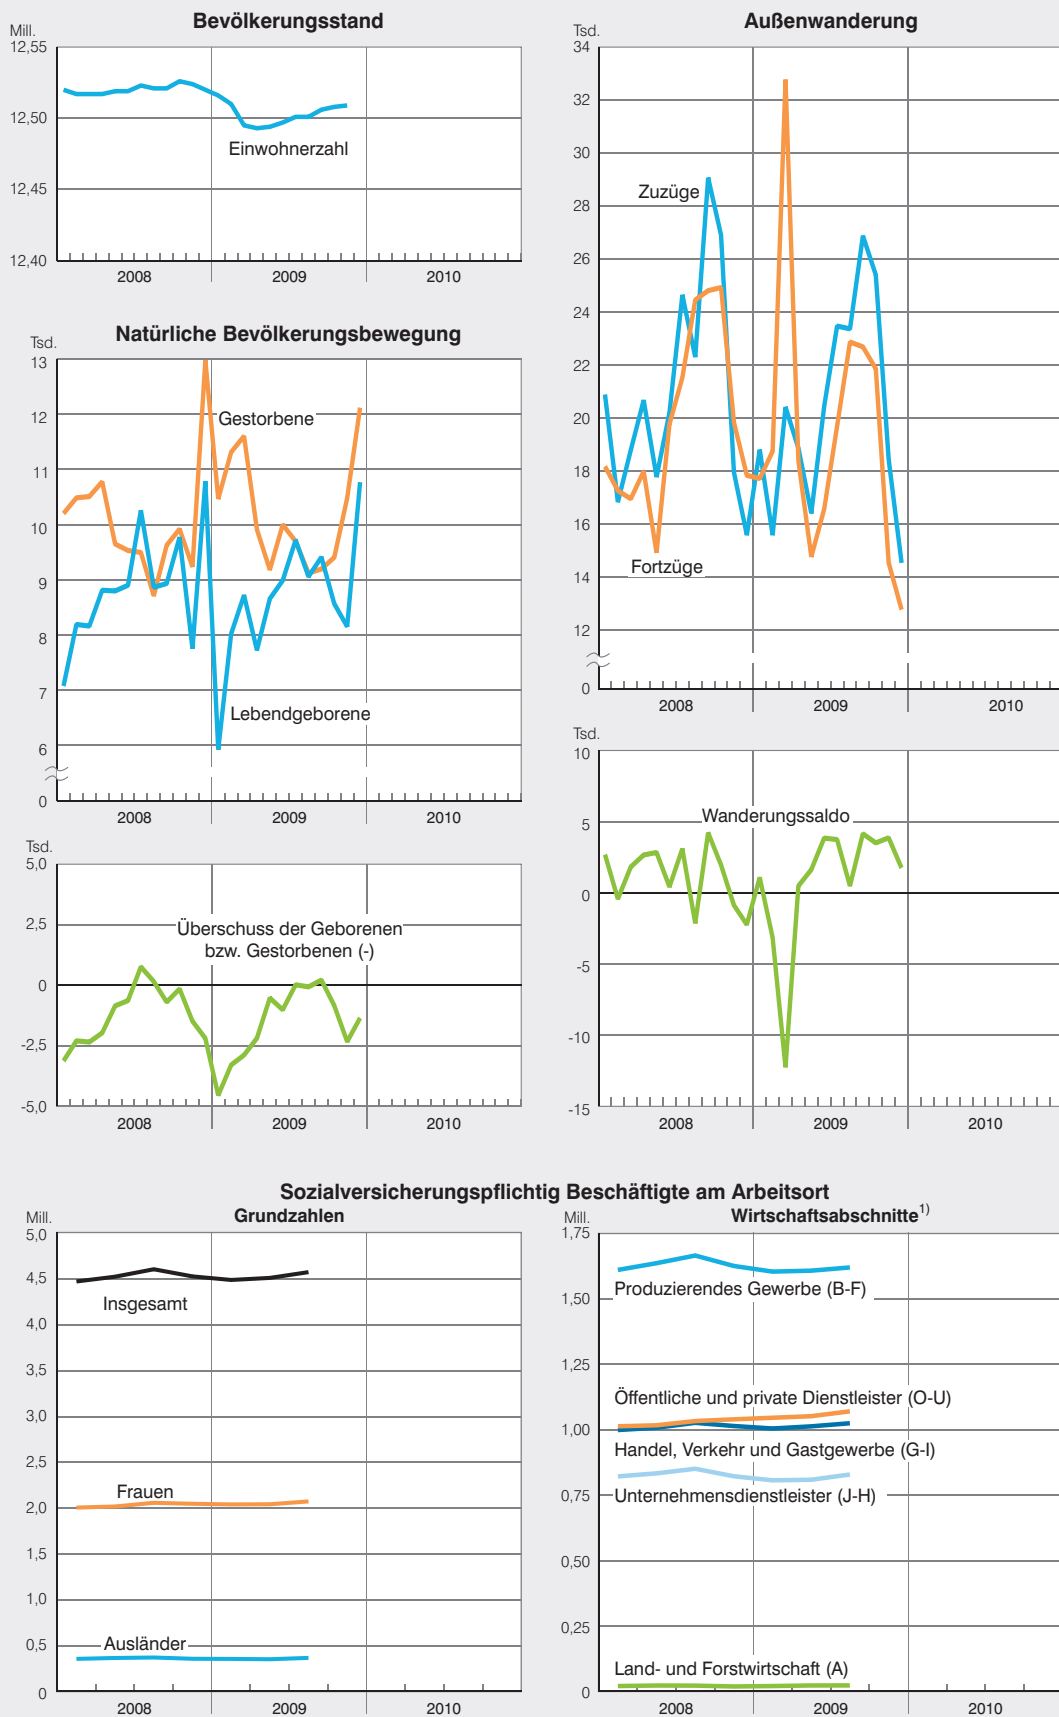 Bevölkerungsstand
Mill.
12,55
12,50
12,45
12,40
Einwohnerzahl
2008 2009 2010
Natürliche Bevölkerungsbewegung
Tsd.
13
12
11
10
9
8
7
6
0
Gestorbene
Lebendgeborene
2008 2009 2010
Tsd.
5,0
2,5
0
-2,5
-5,0
Überschuss der Geborenen
bzw. Gestorbenen (-)
2008 2009 2010
Außenwanderung
Tsd.
34
32
30
28
26
24
22
20
18
16
14
12
0
Zuzüge
Fortzüge
2008 2009 2010
Tsd.
10
5
0
-5
-10
-15
Wanderungssaldo
2008 2009 2010
Sozialversicherungspflichtig Beschäftigte am Arbeitsort
Grundzahlen
Mill.
5,0
4,5
4,0
3,5
3,0
2,5
2,0
1,5
1,0
0,5
0
Insgesamt
Frauen
Ausländer
2008 2009 2010
Wirtschaftsabschnitte1)
Mill.
1,75
1,50
1,25
1,00
0,75
0,50
0,25
0
Produzierendes Gewerbe (B-F)
Öffentliche und private Dienstleister (O-U)
Handel, Verkehr und Gastgewerbe (G-I)
Unternehmensdienstleister (J-H)
Land- und Forstwirtschaft (A)
2008 2009 2010